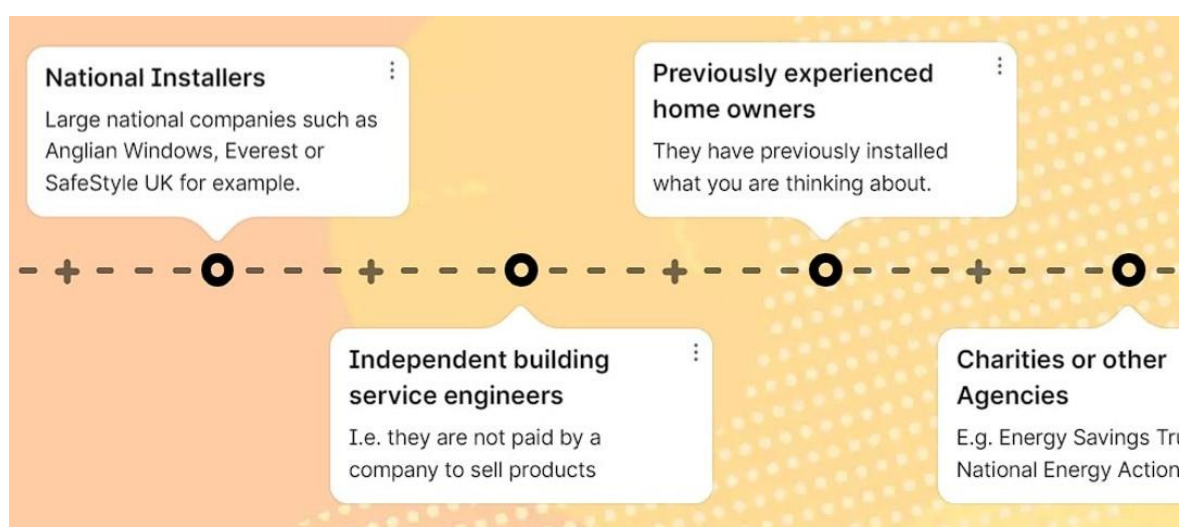 National Installers
Large national companies such as
Anglian Windows, Everest or
SafeStyle UK for example.
Independent building
service engineers
I.e. they are not paid by a
company to sell products
Previously experienced
home owners
They have previously installed
what you are thinking about.
Charities or other
Agencies
E.g. Energy Savings
National Energy Action